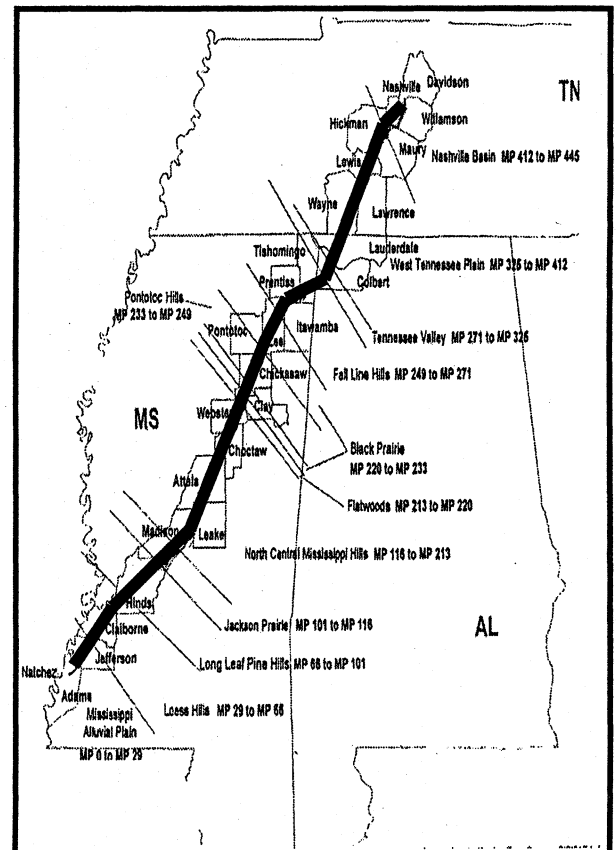 TN
Nashville
Davidson
Williamson
Hickman
Maury
Nashville Basin MP 412 to MP 445
Lewis
Wayne
Lawrence
Lauderdale
West Tennessee Plain MP 325 to MP 412
Tishomingo
Colbert
Prentiss
Pontotoc Hills
MP 233 to MP 249
Itawamba
Pontotoc
Lee
Tennessee Valley MP 271 to MP 325
Chickasaw
Fall Line Hills MP 249 to MP 271
MS
Webster
Clay
Choctaw
Black Prairie
MP 220 to MP 233
Attala
Flatwoods MP 213 to MP 220
Madison
Leake
North Central Mississippi Hills MP 116 to MP 213
Hinds
Jackson Prairie MP 101 to MP 116
AL
Claiborne
Jefferson
Long Leaf Pine Hills MP 66 to MP 101
Natchez
Adams
Loess Hills MP 29 to MP 66
Mississippi
Alluvial Plain
MP 0 to MP 29